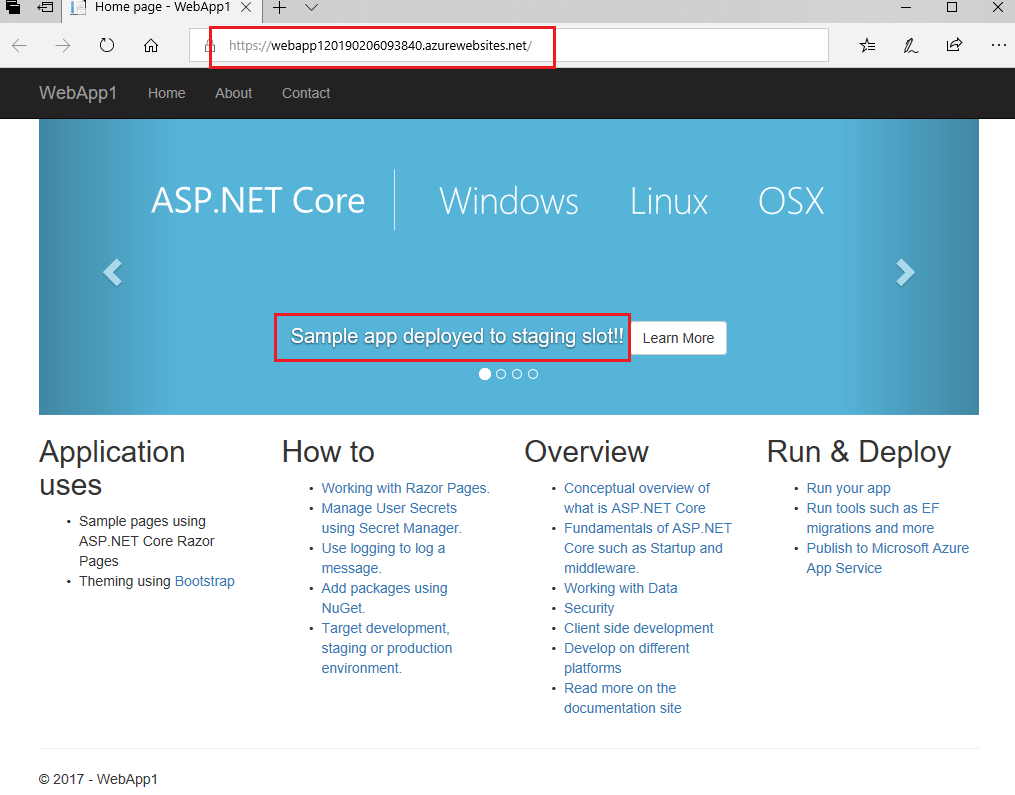 Home page - WebApp1
https://webapp120190206093840.azurewebsites.net/
WebApp1 Home About Contact
ASP.NET Core Windows Linux OSX
Sample app deployed to staging slot!! Learn More
Application
uses
Sample pages using
ASP.NET Core Razor
Pages
Theming using Bootstrap
How to
Working with Razor Pages.
Manage User Secrets
using Secret Manager.
Use logging to log a
message.
Add packages using
NuGet.
Target development,
staging or production
environment.
Overview
Conceptual overview of
what is ASP.NET Core
Fundamentals of ASP.NET
Core such as Startup and
middleware.
Working with Data
Security
Client side development
Develop on different
platforms
Read more on the
documentation site
Run & Deploy
Run your app
Run tools such as EF
migrations and more
Publish to Microsoft Azure
App Service
© 2017 - WebApp1